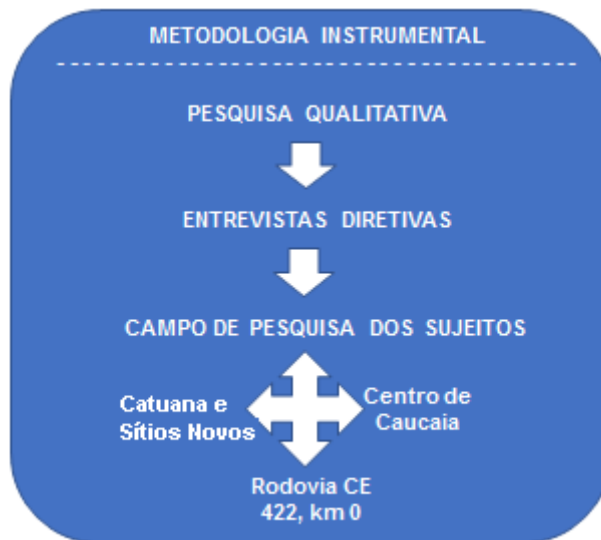 METODOLOGIA INSTRUMENTAL
PESQUISA QUALITATIVA
ENTREVISTAS DIRETIVAS
CAMPO DE PESQUISA DOS SUJEITOS
Catuana e
Sítios Novos
Centro de
Caucaia
Rodovia CE
422, km 0